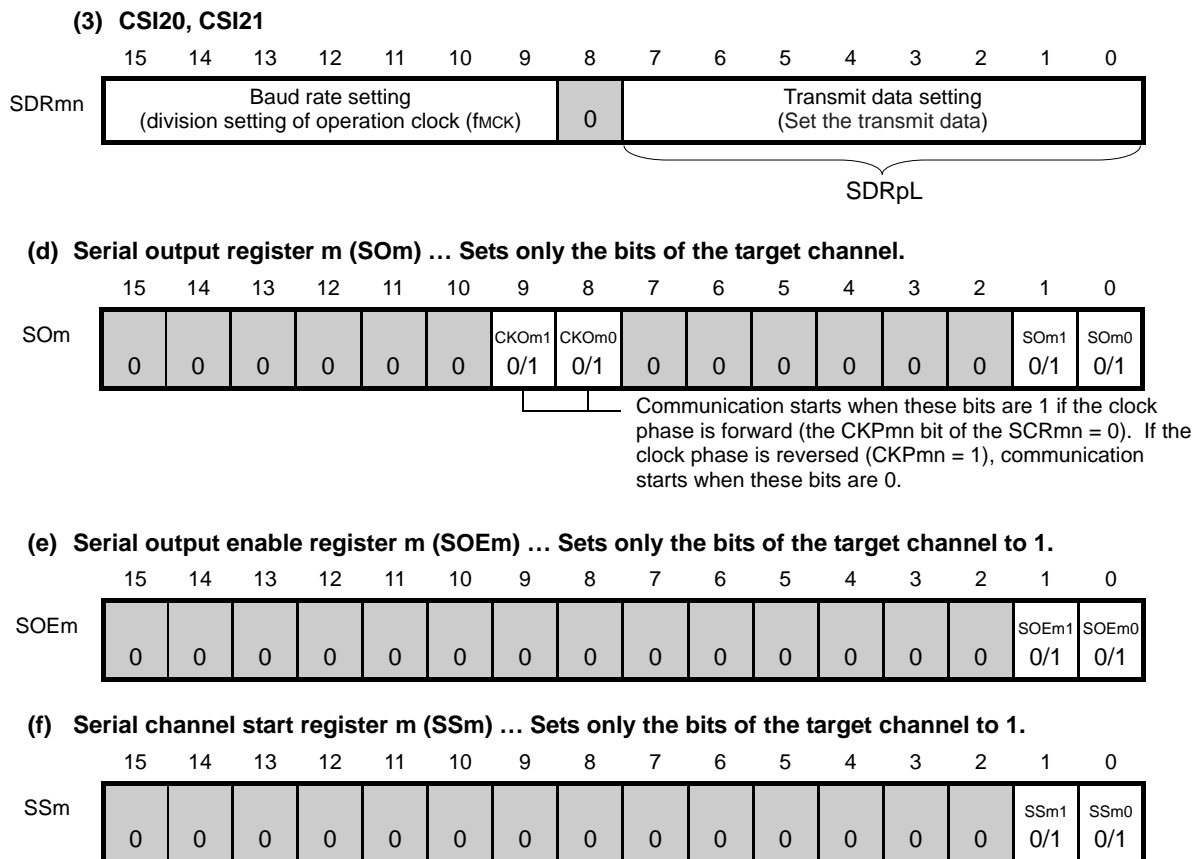 (3) CSI20, CSI21
15 14 13 12 11 10 9 8 7 6 5 4 3 2 1 0
SDRmn
Baud rate setting
(division setting of operation clock (fMCK)
0
Transmit data setting
(Set the transmit data)
SDRpL
(d) Serial output register m (SOm) … Sets only the bits of the target channel.
15 14 13 12 11 10 9 8 7 6 5 4 3 2 1 0
SOm
CKOm1 CKOm0 SOm1 SOm0
0 0 0 0 0 0 0/1 0/1 0 0 0 0 0 0 0/1 0/1
Communication starts when these bits are 1 if the clock
phase is forward (the CKPmn bit of the SCRmn = 0). If the
clock phase is reversed (CKPmn = 1), communication
starts when these bits are 0.
(e) Serial output enable register m (SOEm) … Sets only the bits of the target channel to 1.
15 14 13 12 11 10 9 8 7 6 5 4 3 2 1 0
SOEm
SOEm1 SOEm0
0 0 0 0 0 0 0 0 0 0 0 0 0 0 0/1 0/1
(f) Serial channel start register m (SSm) … Sets only the bits of the target channel to 1.
15 14 13 12 11 10 9 8 7 6 5 4 3 2 1 0
SSm
SSm1 SSm0
0 0 0 0 0 0 0 0 0 0 0 0 0 0 0/1 0/1